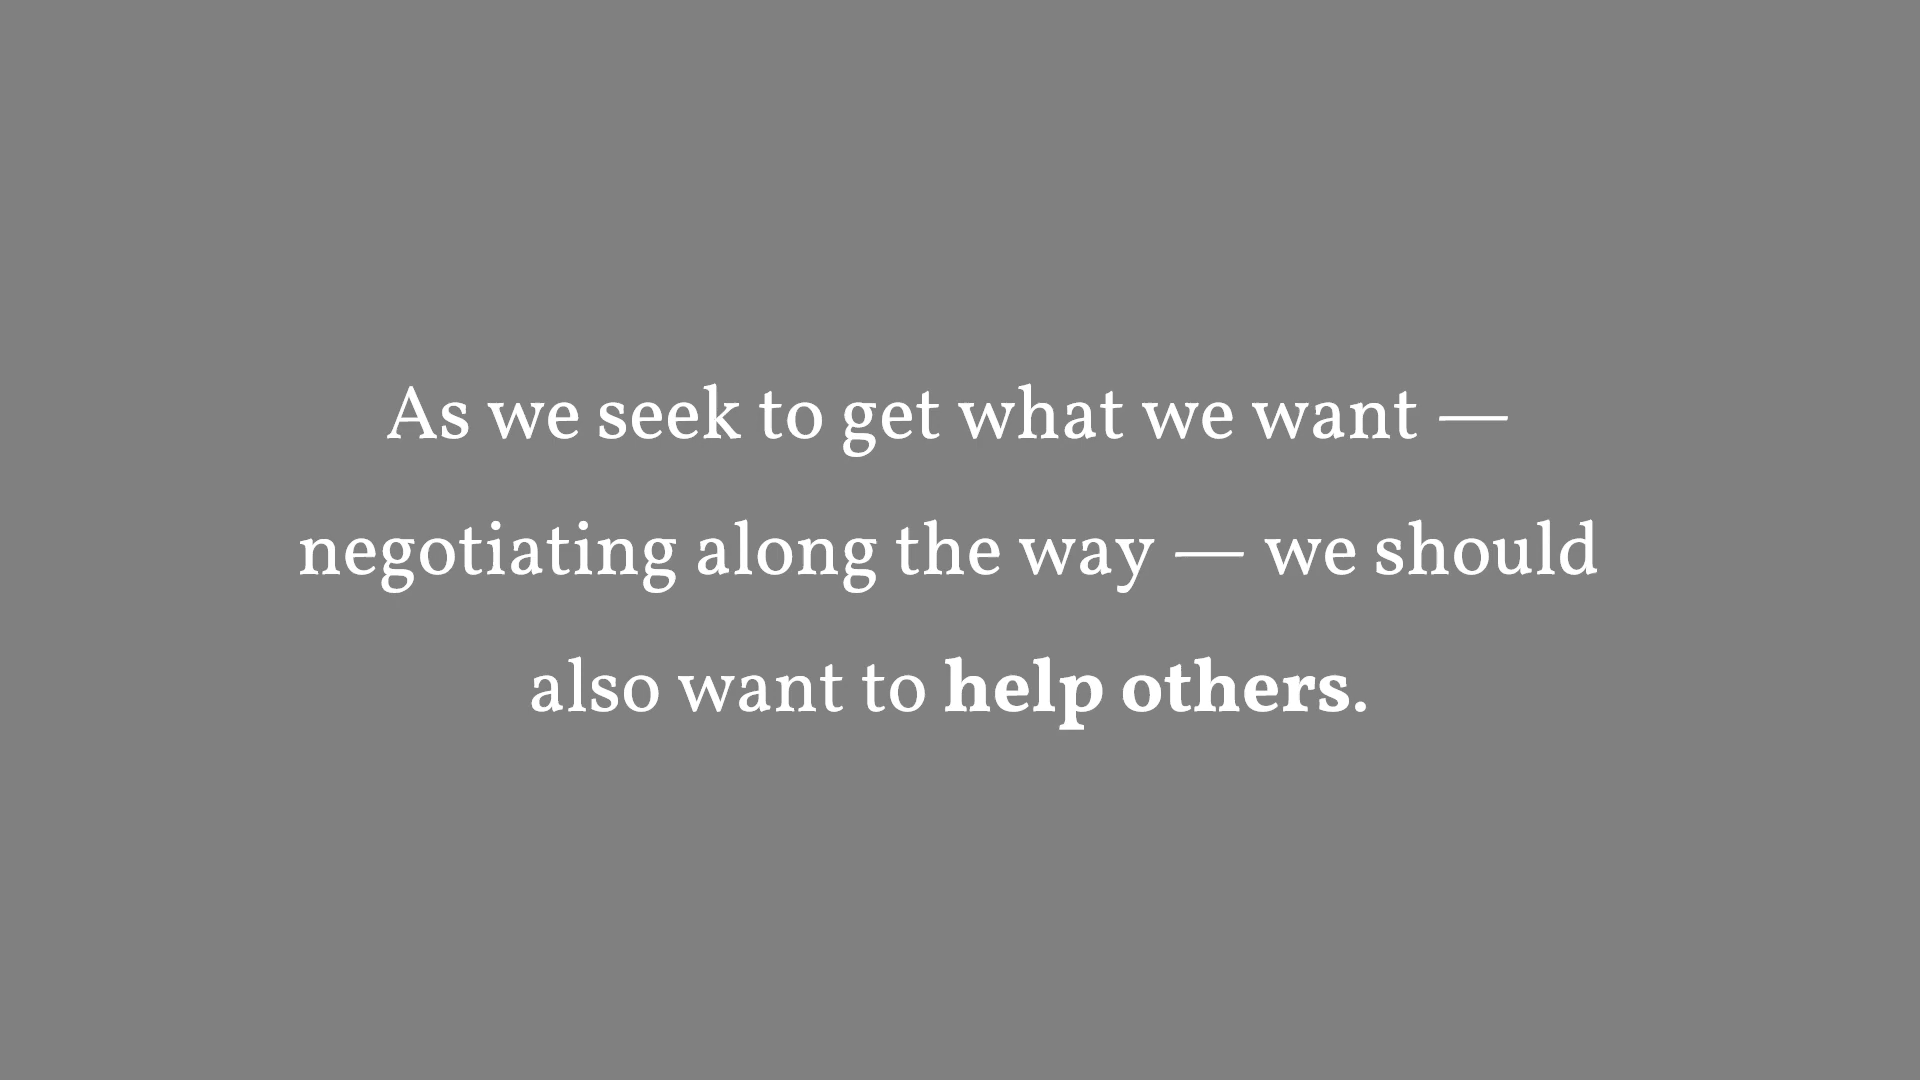 As we seek to get what we want —
negotiating along the way — we should
also want to help others.